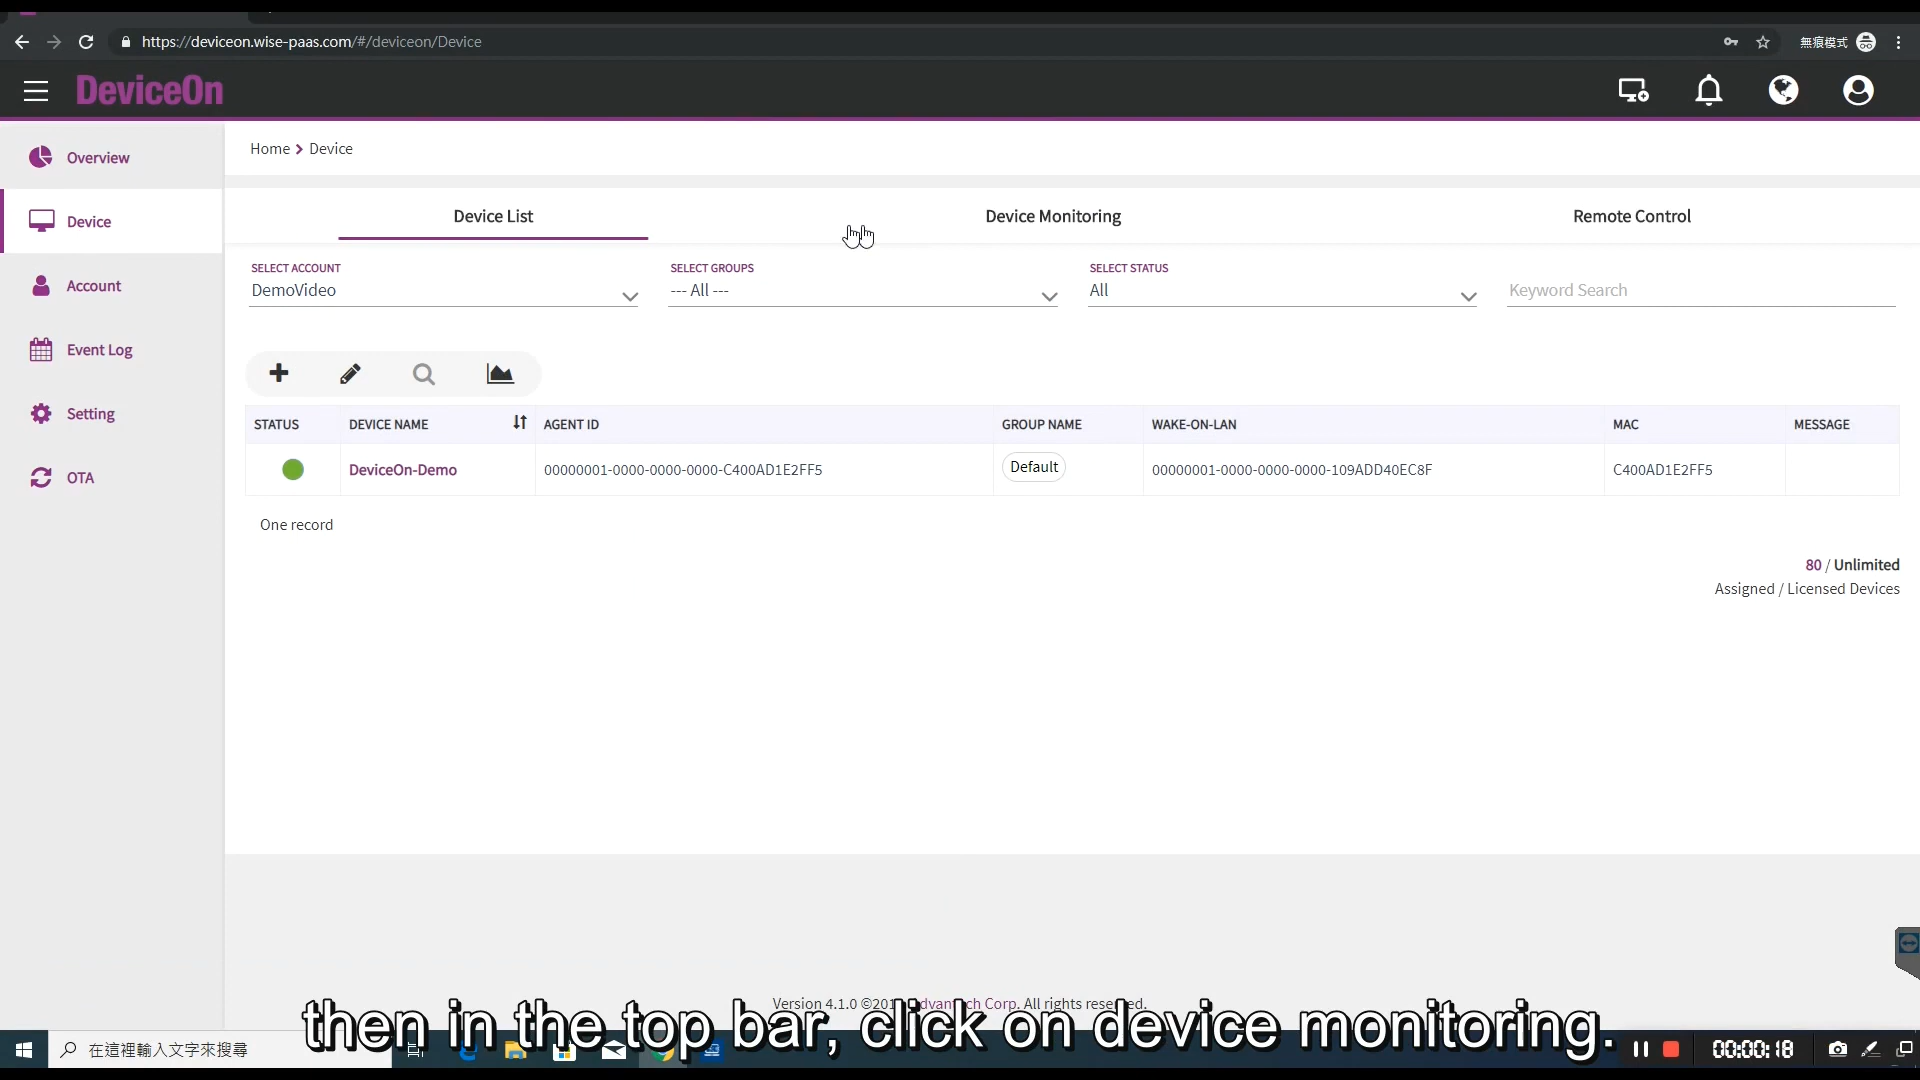 https://deviceon.wise-paas.com/#/deviceon/Device
無痕模式
DeviceOn
Overview
Device
Account
Event Log
Setting
OTA
Home > Device
Device List
Device Monitoring
Remote Control
SELECT ACCOUNT
DemoVideo
SELECT GROUPS
--- All ---
SELECT STATUS
All
Keyword Search
STATUS DEVICE NAME AGENT ID GROUP NAME WAKE-ON-LAN MAC MESSAGE
DeviceOn-Demo 00000001-0000-0000-0000-C400AD1E2FF5 Default 00000001-0000-0000-0000-109ADD40EC8F C400AD1E2FF5
One record
80 / Unlimited
Assigned / Licensed Devices
Version 4.1.0 Corp. All rights
then in the top bar, click on device monitoring.
在這裡輸入文字來搜尋
00:00:18